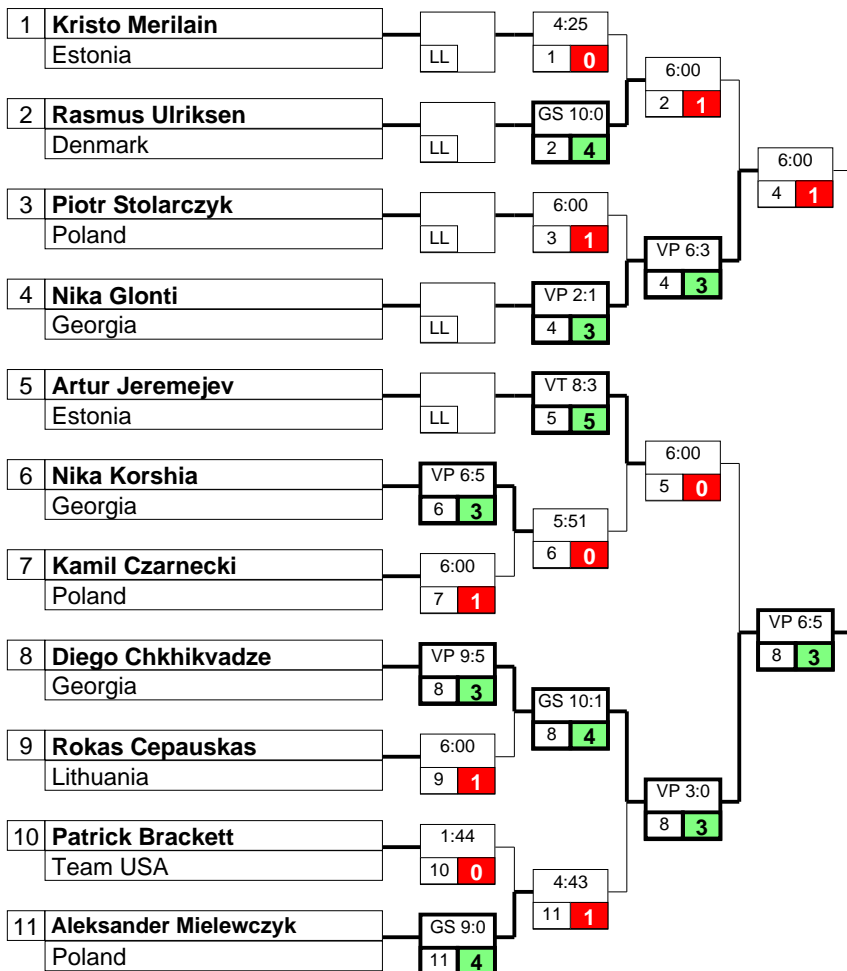 1 Kristo Merilain 4:25
Estonia LL 1 0 6:00
2 1
2 Rasmus Ulriksen GS 10:0
Denmark LL 2 4
6:00
4 1
3 Piotr Stolarczyk 6:00
Poland LL 3 1
VP 6:3
4 3
4 Nika Glonti VP 2:1
Georgia LL 4 3
5 Artur Jeremejev VT 8:3
Estonia LL 5 5
6:00
5 0
6 Nika Korshia VP 6:5
Georgia 6 3
5:51
6 0
7 Kamil Czarnecki 6:00
Poland 7 1
VP 6:5
8 3
8 Diego Chkhikvadze VP 9:5
Georgia 8 3
GS 10:1
8 4
9 Rokas Cepauskas 6:00
Lithuania 9 1
VP 3:0
8 3
10 Patrick Brackett 1:44
Team USA 10 0
4:43
11 1
11 Aleksander Mielewczyk GS 9:0
Poland 11 4